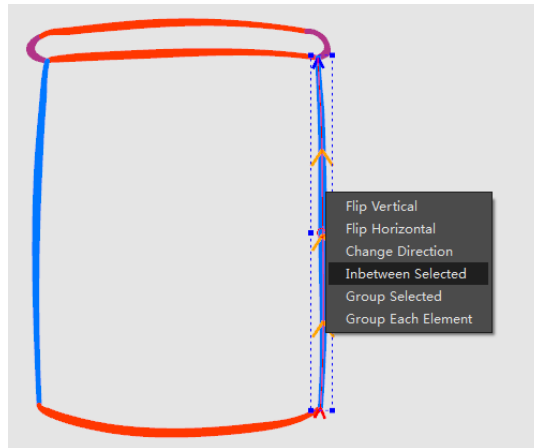 Flip Vertical
Flip Horizontal
Change Direction
Inbetween Selected
Group Selected
Group Each Element